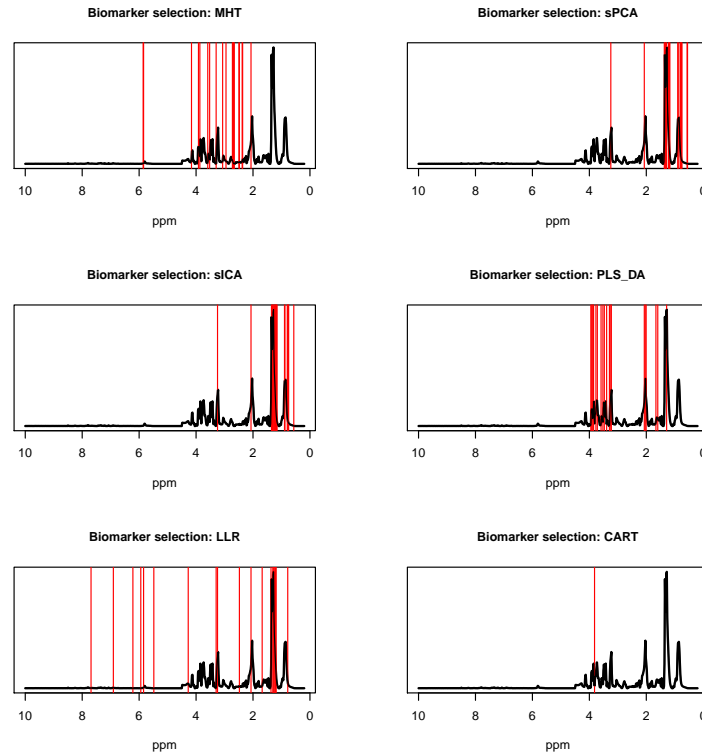 Biomarker selection: MHT
10 8 6 4 2 0
ppm
Biomarker selection: sPCA
10 8 6 4 2 0
ppm
Biomarker selection: sICA
10 8 6 4 2 0
ppm
Biomarker selection: PLS_DA
10 8 6 4 2 0
ppm
Biomarker selection: LLR
10 8 6 4 2 0
ppm
Biomarker selection: CART
10 8 6 4 2 0
ppm